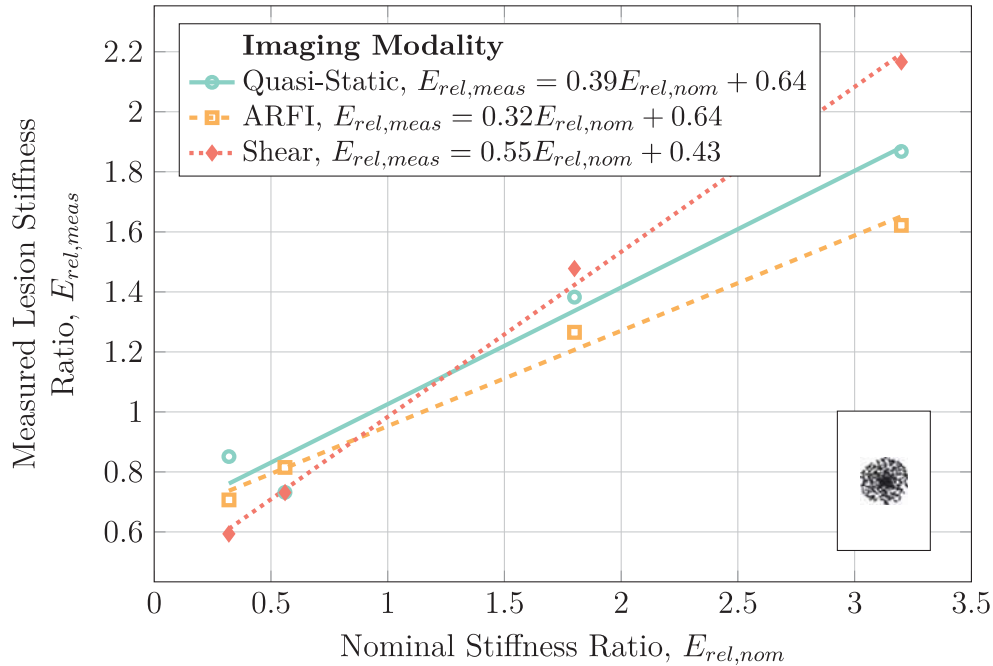 Measured Lesion Stiffness
Ratio, E_{rel,meas}
2.2
2
1.8
1.6
1.4
1.2
1
0.8
0.6
Imaging Modality
Quasi-Static, E_{rel,meas} = 0.39E_{rel,nom} + 0.64
ARFI, E_{rel,meas} = 0.32E_{rel,nom} + 0.64
Shear, E_{rel,meas} = 0.55E_{rel,nom} + 0.43
0 0.5 1 1.5 2 2.5 3 3.5
Nominal Stiffness Ratio, E_{rel,nom}